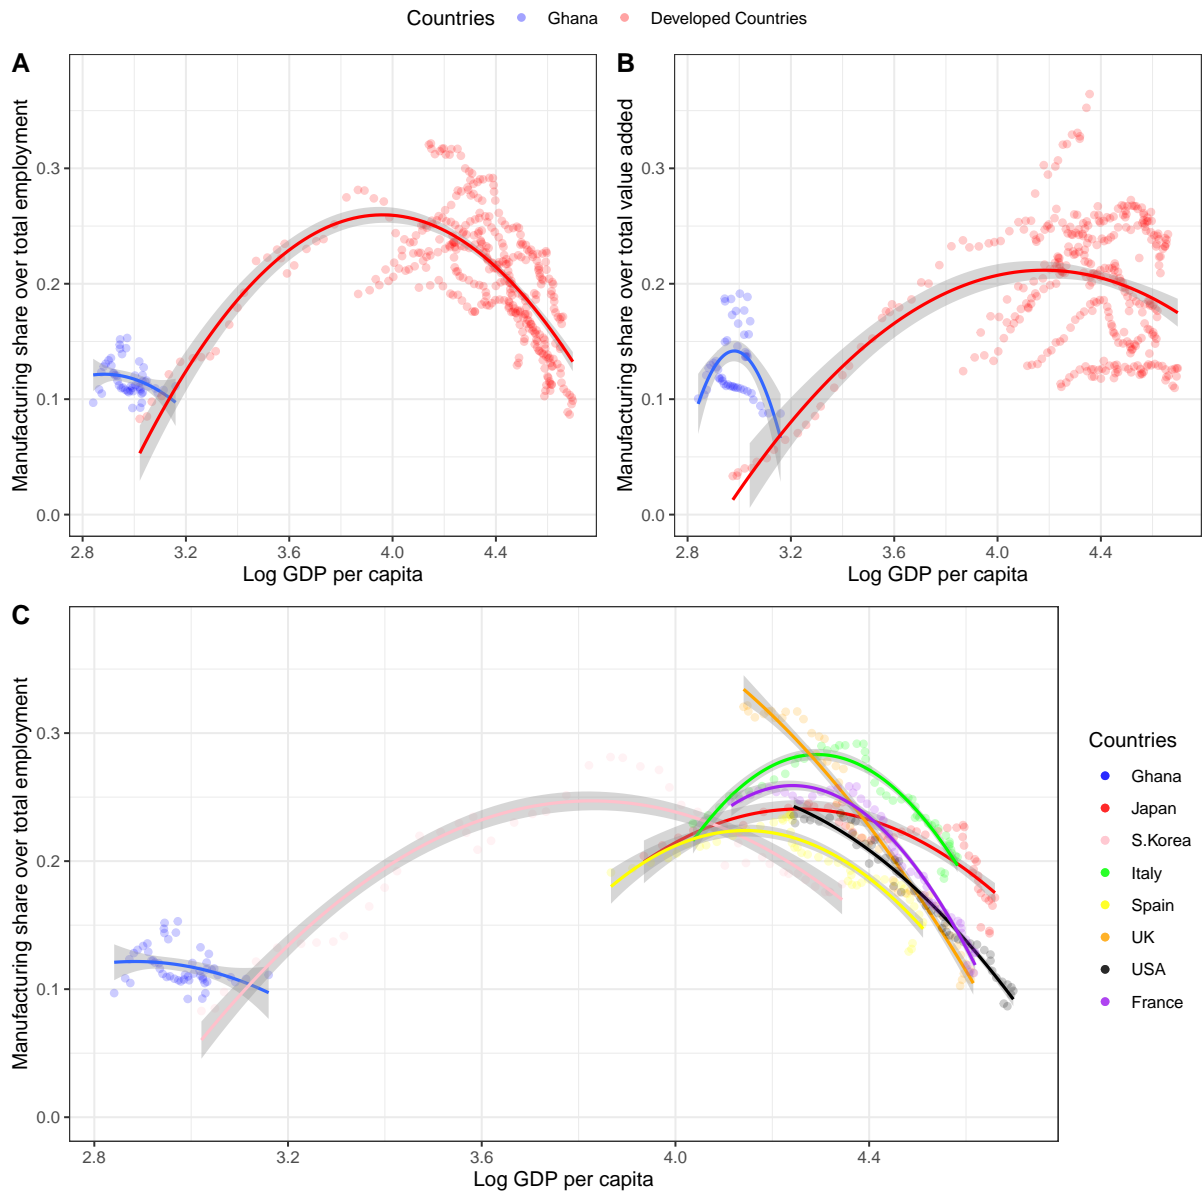 Countries Ghana Developed Countries
A
Manufacturing share over total employment
0.3
0.2
0.1
0.0
2.8 3.2 3.6 4.0 4.4
Log GDP per capita
B
Manufacturing share over total value added
0.3
0.2
0.1
0.0
2.8 3.2 3.6 4.0 4.4
Log GDP per capita
C
Manufacturing share over total employment
0.3
0.2
0.1
0.0
2.8 3.2 3.6 4.0 4.4
Log GDP per capita
Countries
Ghana
Japan
S.Korea
Italy
Spain
UK
USA
France